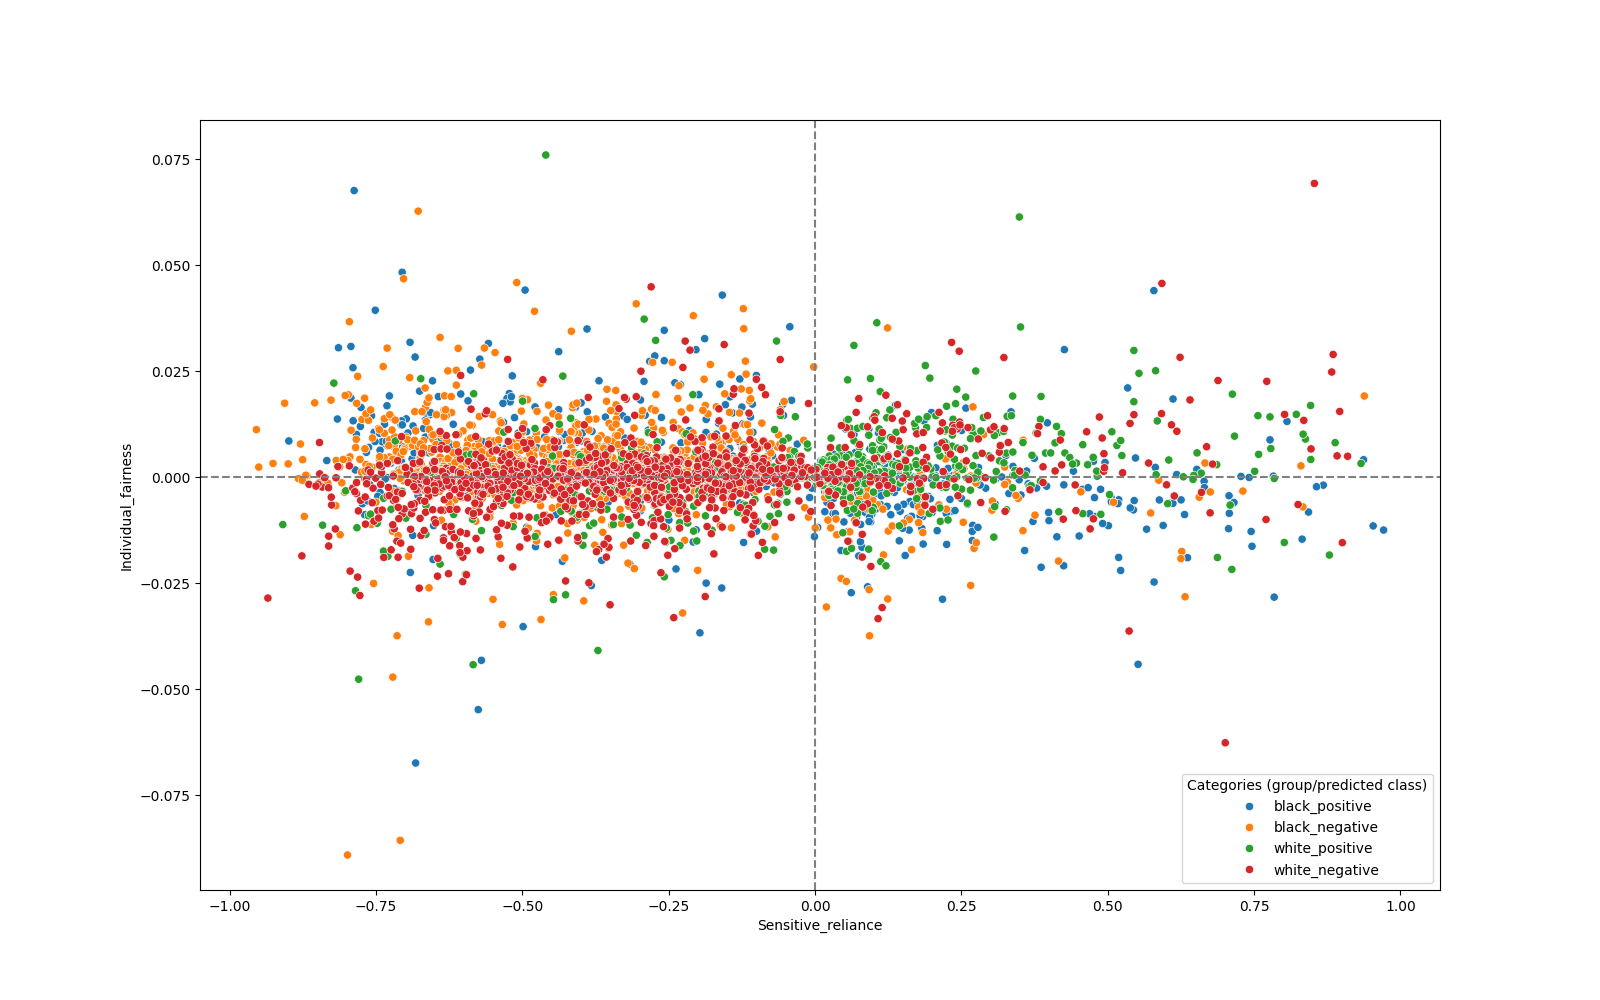 0.075
0.050
0.025
0.000
−0.025
−0.050
−0.075
Individual_fairness
−1.00 −0.75 −0.50 −0.25 0.00 0.25 0.50 0.75 1.00
Sensitive_reliance
Categories (group/predicted class)
black_positive
black_negative
white_positive
white_negative